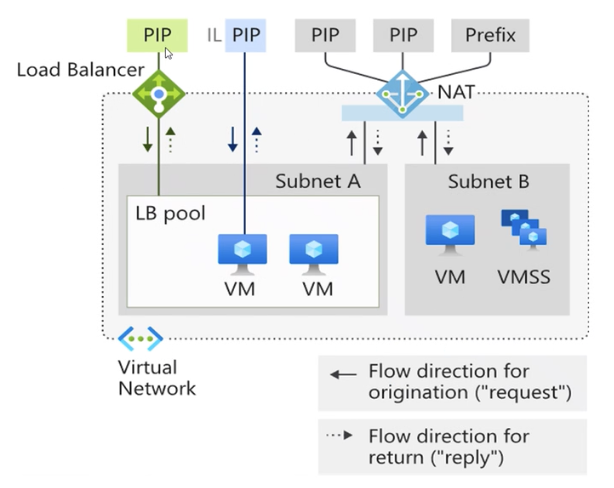 PIP
IL PIP
PIP
PIP
Prefix
Load Balancer
NAT
Subnet A
Subnet B
LB pool
VM
VM
VM
VMSS
Virtual
Network
Flow direction for
origination ("request")
Flow direction for
return ("reply")